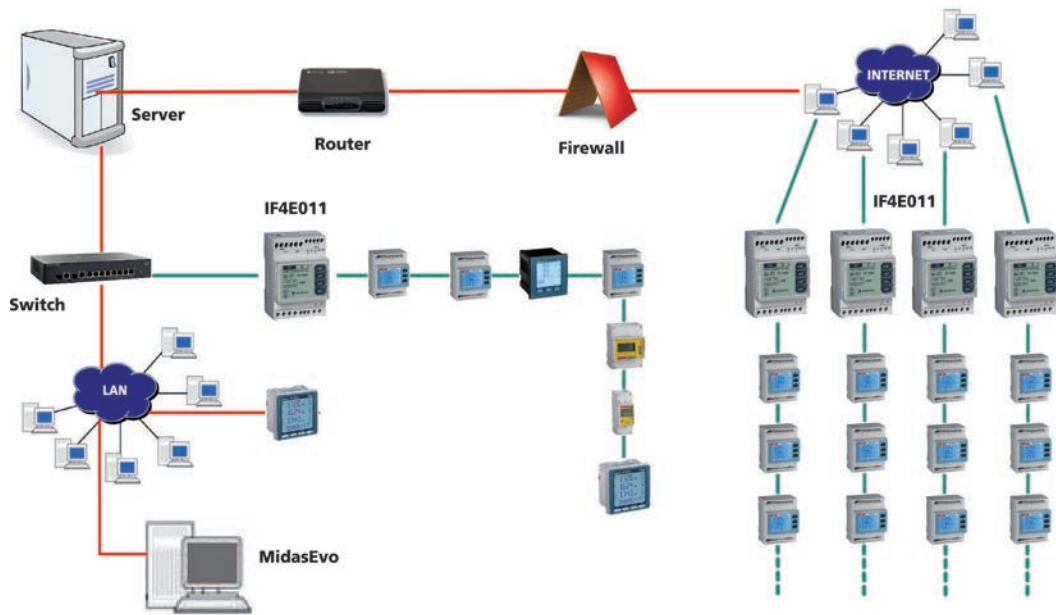 INTERNET
Server
Router
Firewall
IF4E011
IF4E011
Switch
LAN
MidasEvo